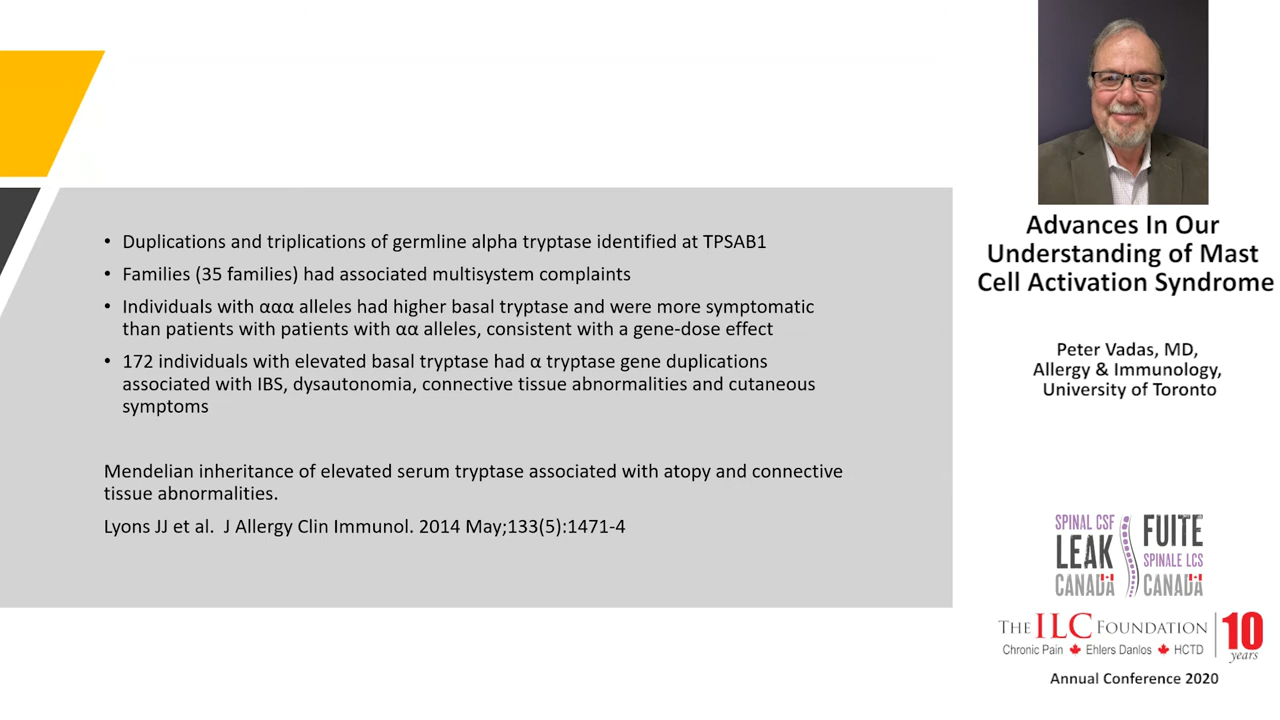 • Duplications and triplications of germline alpha tryptase identified at TPSAB1
• Families (35 families) had associated multisystem complaints
• Individuals with ααα alleles had higher basal tryptase and were more symptomatic
than patients with patients with αα alleles, consistent with a gene-dose effect
• 172 individuals with elevated basal tryptase had α tryptase gene duplications
associated with IBS, dysautonomia, connective tissue abnormalities and cutaneous
symptoms
Mendelian inheritance of elevated serum tryptase associated with atopy and connective
tissue abnormalities.
Lyons JJ et al. J Allergy Clin Immunol. 2014 May;133(5):1471-4
Advances In Our
Understanding of Mast
Cell Activation Syndrome
Peter Vadas, MD,
Allergy & Immunology,
University of Toronto
SPINAL CSF
LEAK
CANADA
FUITE
SPINALE LCS
CANADA
THE ILC FOUNDATION
Chronic Pain Ehlers Danlos HCTD
10
years
Annual Conference 2020